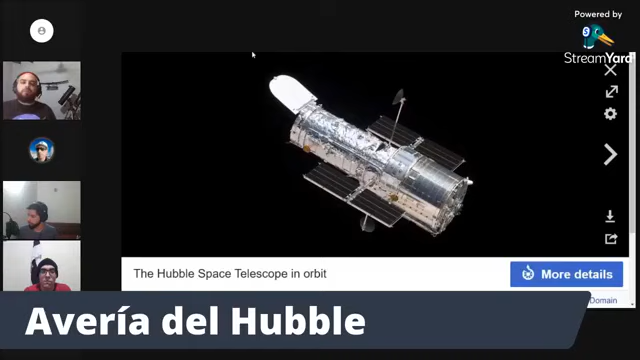 Powered by
StreamYard
The Hubble Space Telescope in orbit
More details
Domain
Avería del Hubble